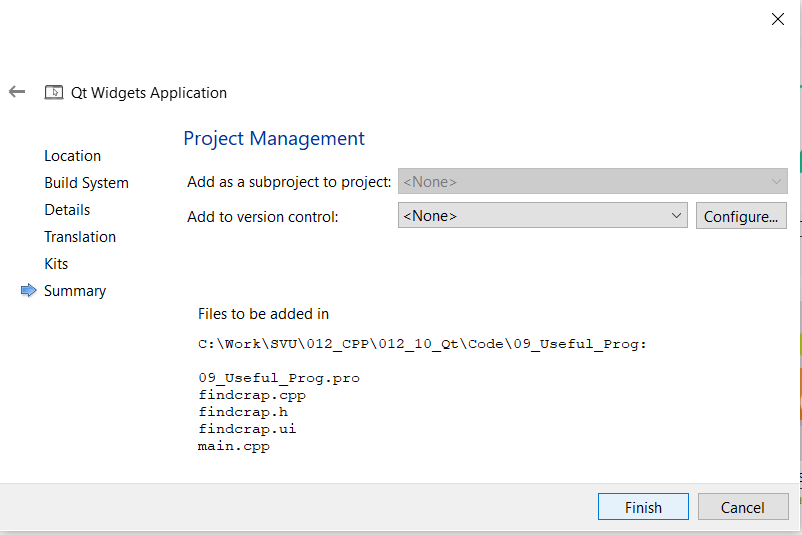 Qt Widgets Application
Location
Build System
Details
Translation
Kits
Summary
Project Management
Add as a subproject to project: <None>
Add to version control: <None> Configure...
Files to be added in
C:\Work\SVU\012_CPP\012_10_Qt\Code\09_Useful_Prog:
09_Useful_Prog.pro
findcrap.cpp
findcrap.h
findcrap.ui
main.cpp
Finish Cancel